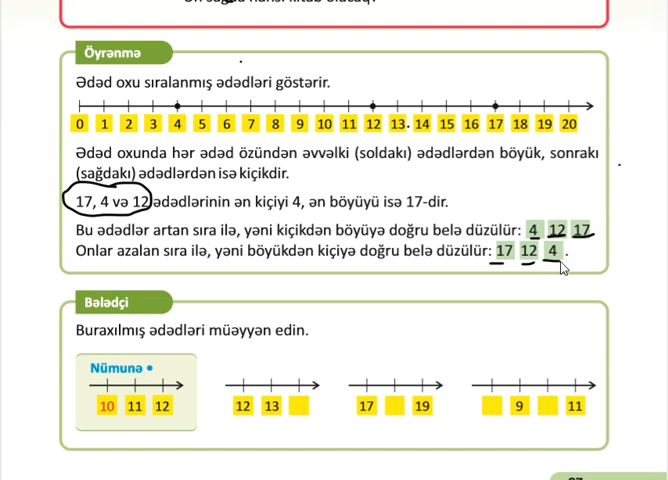 Öyrənmə
Ədəd oxu sıralanmış ədədləri göstərir.
0 1 2 3 4 5 6 7 8 9 10 11 12 13 14 15 16 17 18 19 20
Ədəd oxunda hər ədəd özündən əvvəlki (soldakı) ədədlərdən böyük, sonrakı
(sağdakı) ədədlərdən isə kiçikdir.
17, 4 və 12 ədədlərinin ən kiçiyi 4, ən böyüyü isə 17-dir.
Bu ədədlər artan sıra ilə, yəni kiçikdən böyüyə doğru belə düzülür: 4 12 17
Onlar azalan sıra ilə, yəni böyükdən kiçiyə doğru belə düzülür: 17 12 4 .
Bələdçi
Buraxılmış ədədləri müəyyən edin.
Nümunə
10 11 12
12 13
17 19
9 11